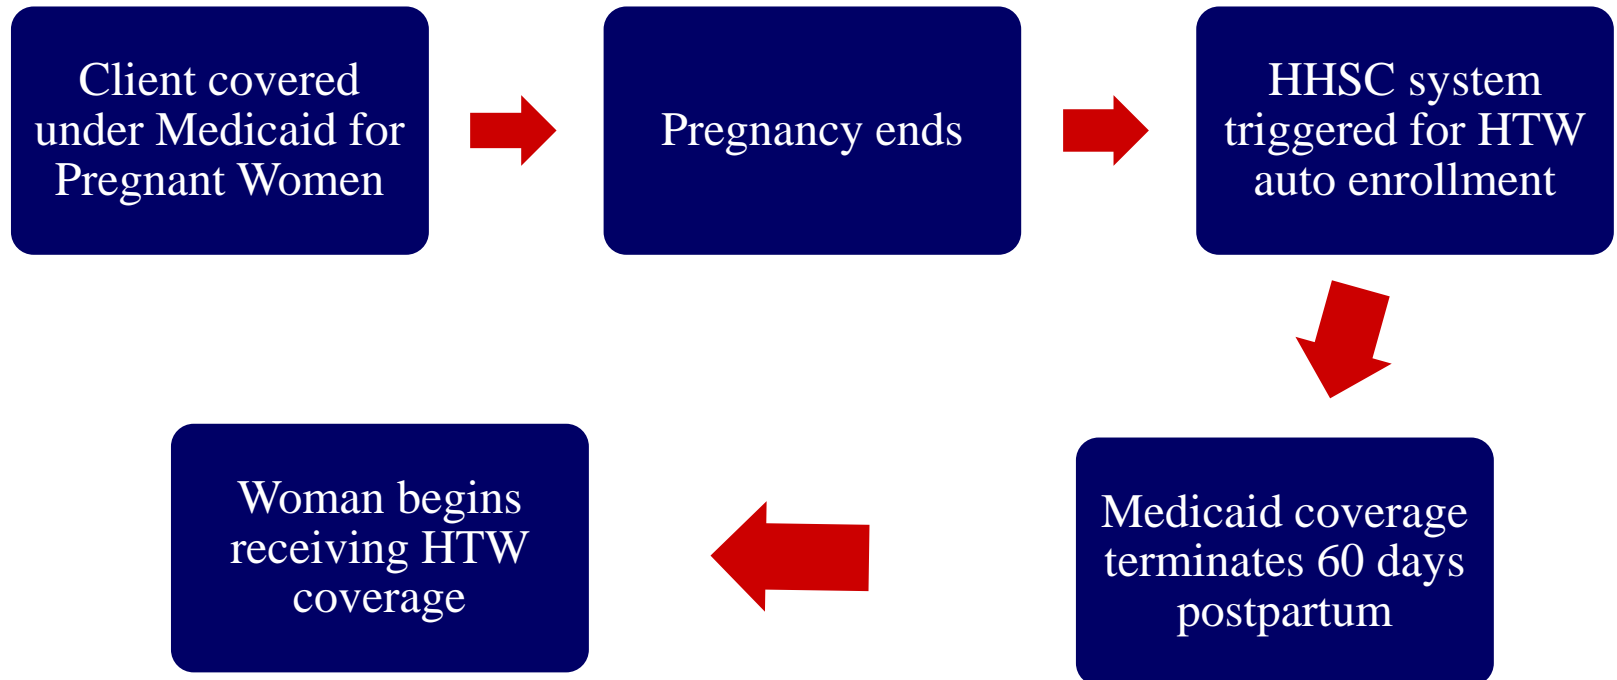 Client covered
under Medicaid for
Pregnant Women
Pregnancy ends
HHSC system
triggered for HTW
auto enrollment
Medicaid coverage
terminates 60 days
postpartum
Woman begins
receiving HTW
coverage